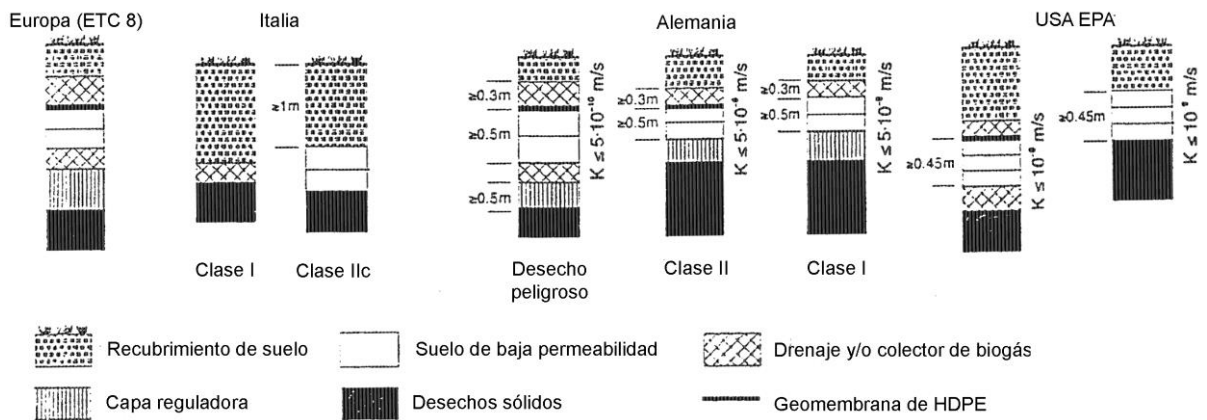 Europa (ETC 8)
Italia
Alemania
USA EPA
≥1m
≥0.3m
≥0.5m
≥0.5m
K ≤ 5·10⁻¹⁰ m/s
≥0.3m
≥0.5m
≥0.3m
≥0.5m
≥0.45m
≥0.45m
Clase I
Clase IIc
Desecho
peligroso
Clase II
Clase I
Recubrimiento de suelo
Suelo de baja permeabilidad
Drenaje y/o colector de biogás
Capa reguladora
Desechos sólidos
Geomembrana de HDPE